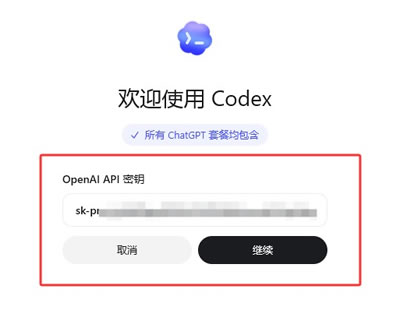 欢迎使用 Codex
所有 ChatGPT 套餐均包含
OpenAI API 密钥
sk-pr
取消
继续